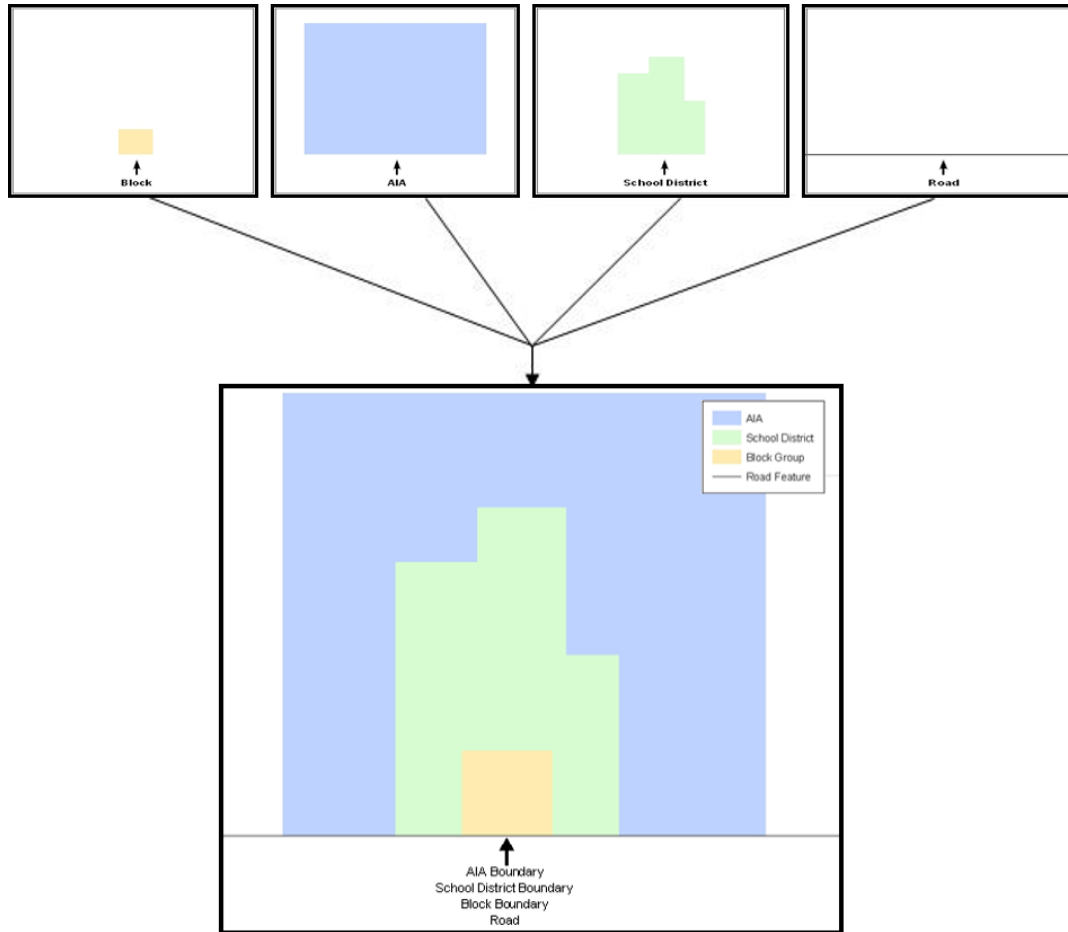 Block
AIA
School District
Road
AIA
School District
Block Group
Road Feature
AIA Boundary
School District Boundary
Block Boundary
Road